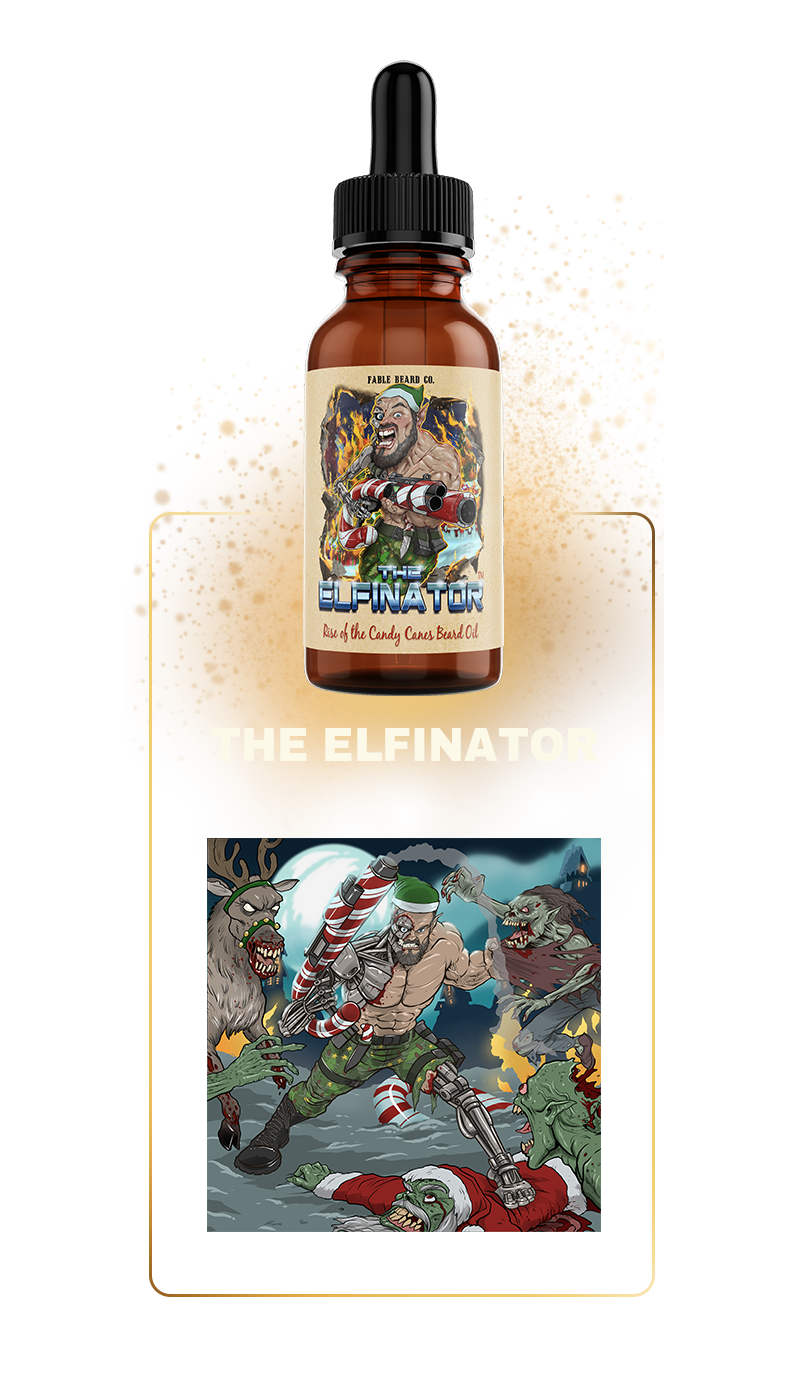 FABLE BEARD CO.
THE
ELFINATOR
Rise of the Candy Canes Beard Oil
THE ELFINATOR